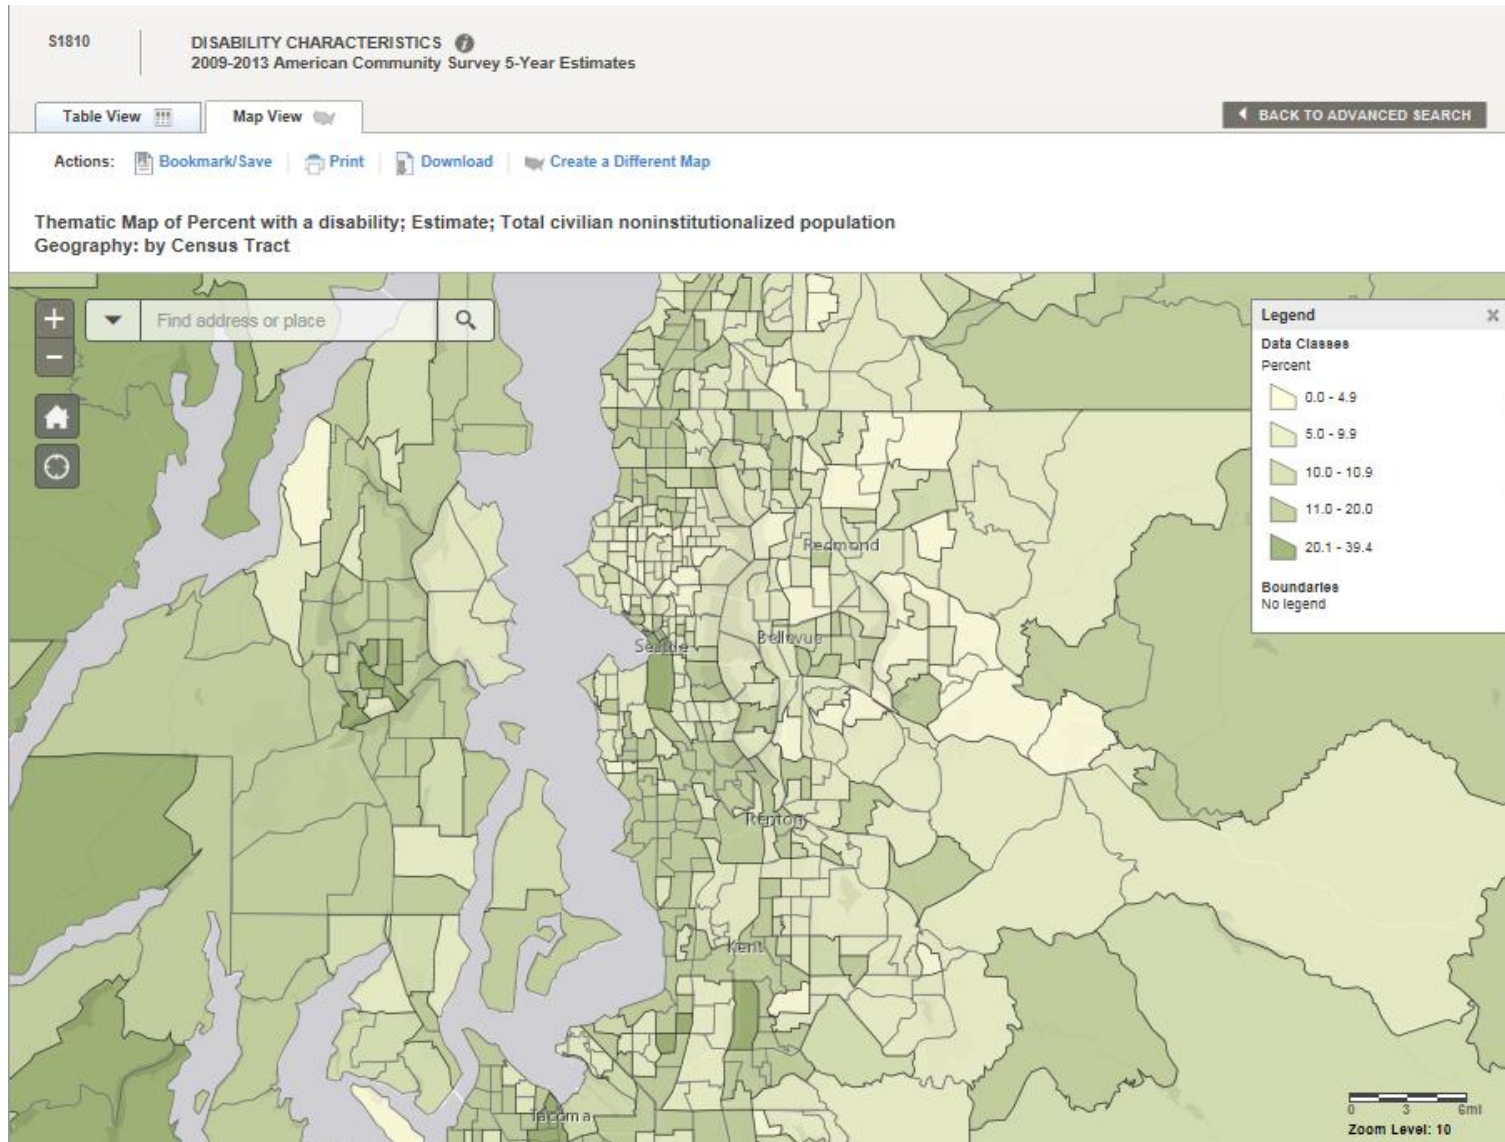 S1810
DISABILITY CHARACTERISTICS
2009-2013 American Community Survey 5-Year Estimates
Table View
Map View
BACK TO ADVANCED SEARCH
Actions:
Bookmark/Save
Print
Download
Create a Different Map
Thematic Map of Percent with a disability; Estimate; Total civilian noninstitutionalized population
Geography: by Census Tract
Find address or place
Legend
Data Classes
Percent
0.0 - 4.9
5.0 - 9.9
10.0 - 10.9
11.0 - 20.0
20.1 - 39.4
Boundaries
No legend
Redmond
Bellevue
Seattle
Renton
Kent
Tacoma
0 3 6mi
Zoom Level: 10